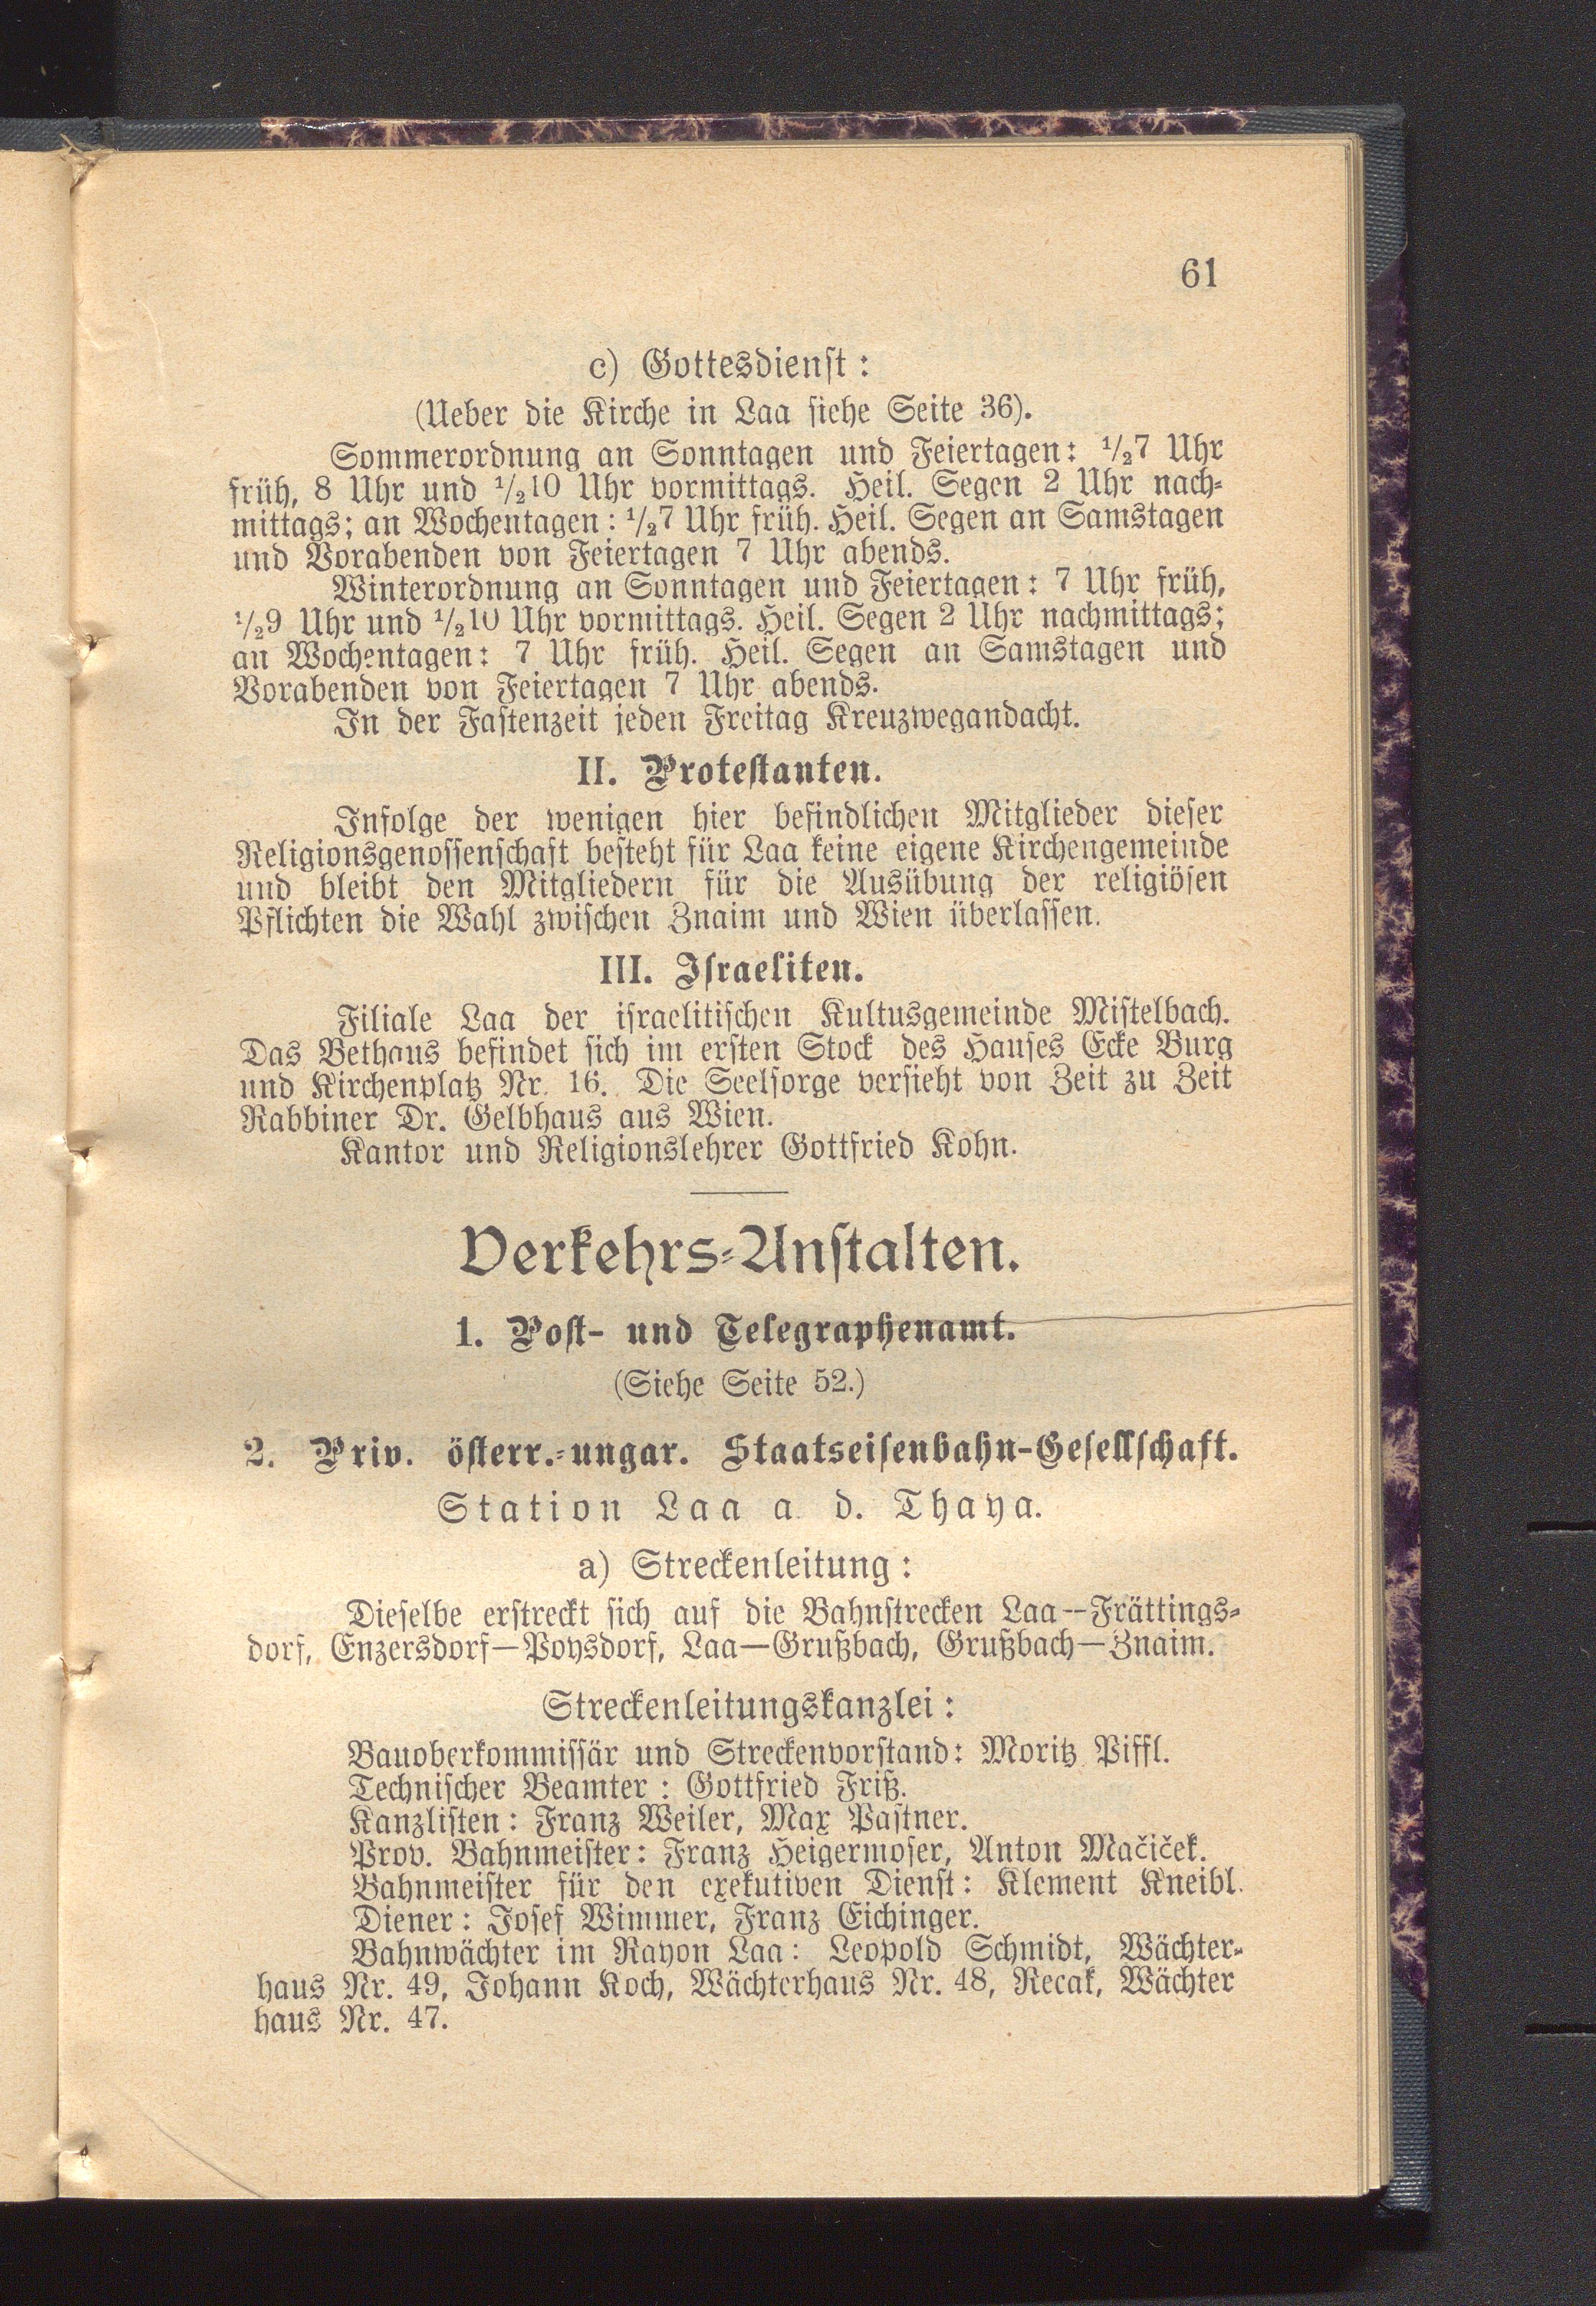 61
c) Gottesdienst:
(Ueber die Kirche in Laa siehe Seite 36).
Sommerordnung an Sonntagen und Feiertagen: ½7 Uhr
früh, 8 Uhr und ½10 Uhr vormittags. Heil. Segen 2 Uhr nach-
mittags; an Wochentagen: ½7 Uhr früh. Heil. Segen an Samstagen
und Vorabenden von Feiertagen 7 Uhr abends.
Winterordnung an Sonntagen und Feiertagen: 7 Uhr früh,
½9 Uhr und ½10 Uhr vormittags. Heil. Segen 2 Uhr nachmittags;
an Wochentagen: 7 Uhr früh. Heil. Segen an Samstagen und
Vorabenden von Feiertagen 7 Uhr abends.
In der Fastenzeit jeden Freitag Kreuzwegandacht.
II. Protestanten.
Infolge der wenigen hier befindlichen Mitglieder dieser
Religionsgenossenschaft besteht für Laa keine eigene Kirchengemeinde
und bleibt den Mitgliedern für die Ausübung der religiösen
Pflichten die Wahl zwischen Znaim und Wien überlassen.
III. Israeliten.
Filiale Laa der israelitischen Kultusgemeinde Mistelbach.
Das Bethaus befindet sich im ersten Stock des Hauses Ecke Burg
und Kirchenplatz Nr. 16. Die Seelsorge versieht von Zeit zu Zeit
Rabbiner Dr. Gelbhaus aus Wien.
Kantor und Religionslehrer Gottfried Kohn.
Verkehrs-Anstalten.
1. Post- und Telegraphenamt.
(Siehe Seite 52.)
2. Priv. österr.-ungar. Staatseisenbahn-Gesellschaft.
Station Laa a. d. Thaya.
a) Streckenleitung:
Dieselbe erstreckt sich auf die Bahnstrecken Laa—Frättings-
dorf, Enzersdorf—Poysdorf, Laa—Grußbach, Grußbach—Znaim.
Streckenleitungskanzlei:
Bauoberkommissär und Streckenvorstand: Moritz Piffl.
Technischer Beamter: Gottfried Friß.
Kanzlisten: Franz Weiler, Max Pastner.
Prov. Bahnmeister: Franz Heigermoser, Anton Mačiček.
Bahnmeister für den exekutiven Dienst: Klement Kneibl.
Diener: Josef Wimmer, Franz Eichinger.
Bahnwächter im Rayon Laa: Leopold Schmidt, Wächter-
haus Nr. 49, Johann Koch, Wächterhaus Nr. 48, Recak, Wächter
haus Nr. 47.